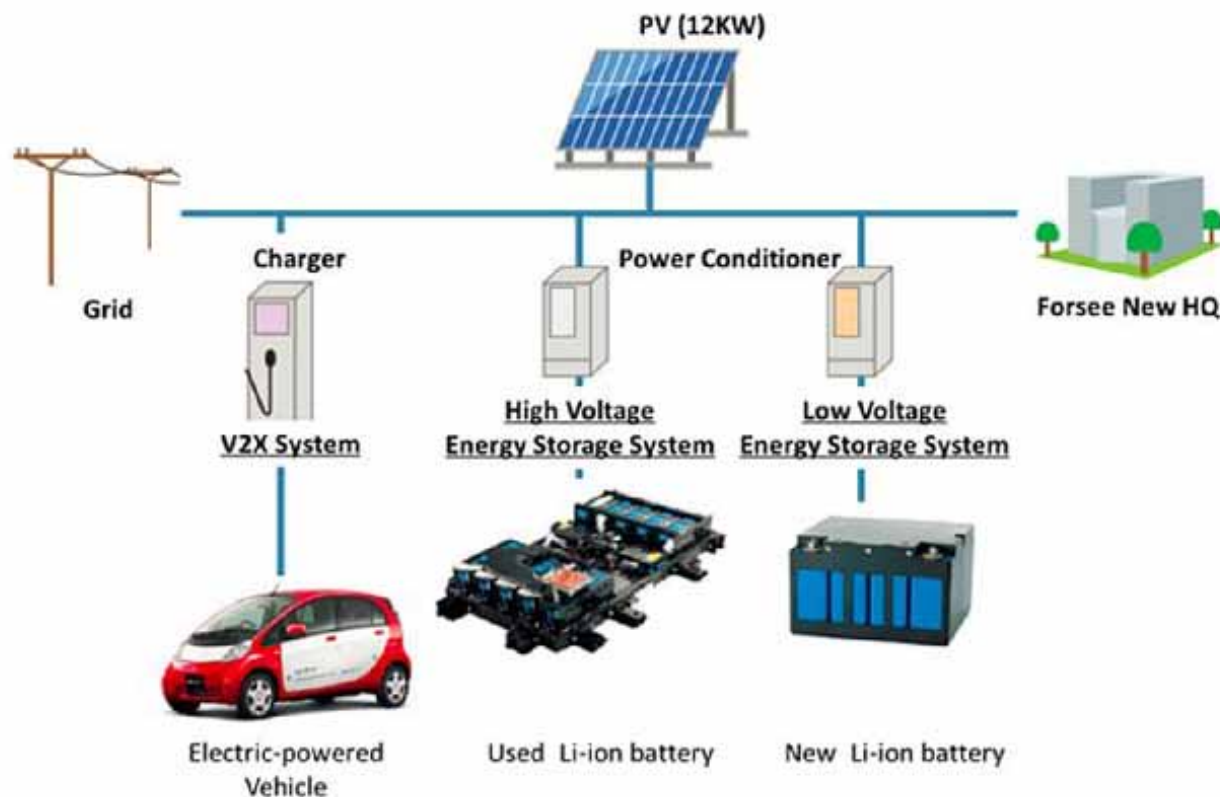 PV (12KW)
Charger
Power Conditioner
Grid
Forsee New HQ
V2X System
High Voltage
Energy Storage System
Low Voltage
Energy Storage System
Electric-powered
Vehicle
Used Li-ion battery
New Li-ion battery